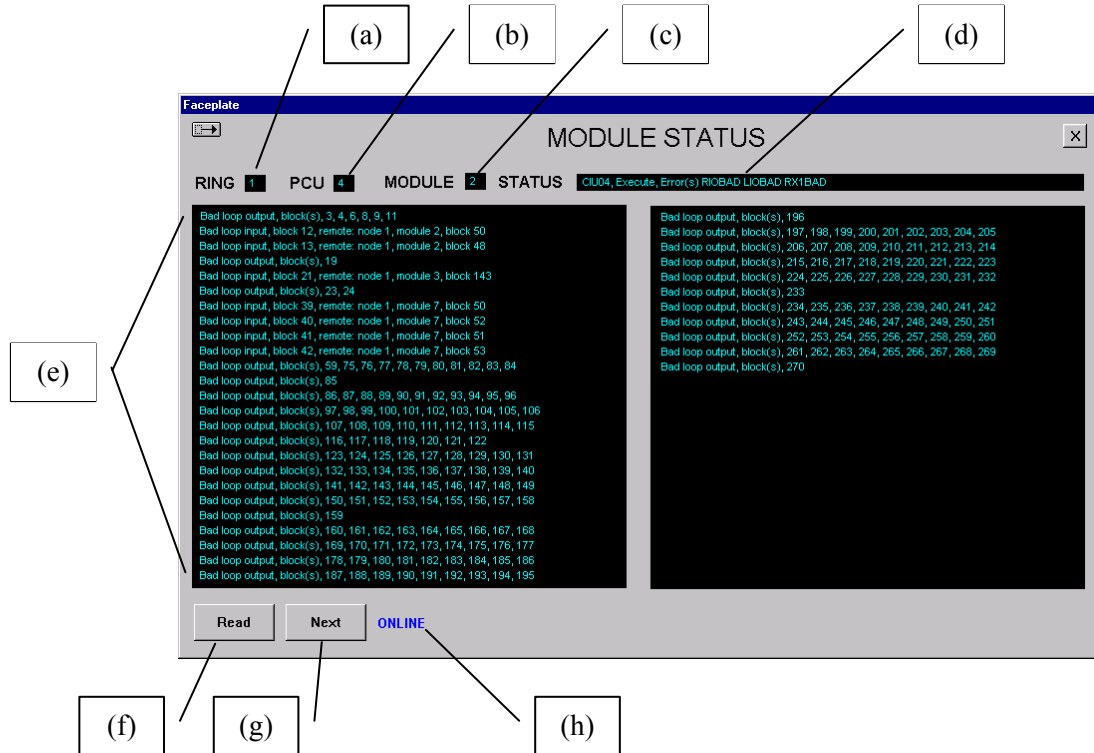 (a) (b) (c) (d)
Faceplate
MODULE STATUS
X
RING 1 PCU 4 MODULE 2 STATUS CIU04, Execute, Error(s) RIOBAD LIOBAD RX1BAD
Bad loop output, block(s), 3, 4, 6, 8, 9, 11
Bad loop input, block 12, remote: node 1, module 2, block 50
Bad loop input, block 13, remote: node 1, module 2, block 48
Bad loop output, block(s), 19
Bad loop input, block 21, remote: node 1, module 3, block 143
Bad loop output, block(s), 23, 24
Bad loop input, block 39, remote: node 1, module 7, block 50
Bad loop input, block 40, remote: node 1, module 7, block 52
Bad loop input, block 41, remote: node 1, module 7, block 51
Bad loop input, block 42, remote: node 1, module 7, block 53
Bad loop output, block(s), 59, 75, 76, 77, 78, 79, 80, 81, 82, 83, 84
Bad loop output, block(s), 85
Bad loop output, block(s), 86, 87, 88, 89, 90, 91, 92, 93, 94, 95, 96
Bad loop output, block(s), 97, 98, 99, 100, 101, 102, 103, 104, 105, 106
Bad loop output, block(s), 107, 108, 109, 110, 111, 112, 113, 114, 115
Bad loop output, block(s), 116, 117, 118, 119, 120, 121, 122
Bad loop output, block(s), 123, 124, 125, 126, 127, 128, 129, 130, 131
Bad loop output, block(s), 132, 133, 134, 135, 136, 137, 138, 139, 140
Bad loop output, block(s), 141, 142, 143, 144, 145, 146, 147, 148, 149
Bad loop output, block(s), 150, 151, 152, 153, 154, 155, 156, 157, 158
Bad loop output, block(s), 159
Bad loop output, block(s), 160, 161, 162, 163, 164, 165, 166, 167, 168
Bad loop output, block(s), 169, 170, 171, 172, 173, 174, 175, 176, 177
Bad loop output, block(s), 178, 179, 180, 181, 182, 183, 184, 185, 186
Bad loop output, block(s), 187, 188, 189, 190, 191, 192, 193, 194, 195
Bad loop output, block(s), 196
Bad loop output, block(s), 197, 198, 199, 200, 201, 202, 203, 204, 205
Bad loop output, block(s), 206, 207, 208, 209, 210, 211, 212, 213, 214
Bad loop output, block(s), 215, 216, 217, 218, 219, 220, 221, 222, 223
Bad loop output, block(s), 224, 225, 226, 227, 228, 229, 230, 231, 232
Bad loop output, block(s), 233
Bad loop output, block(s), 234, 235, 236, 237, 238, 239, 240, 241, 242
Bad loop output, block(s), 243, 244, 245, 246, 247, 248, 249, 250, 251
Bad loop output, block(s), 252, 253, 254, 255, 256, 257, 258, 259, 260
Bad loop output, block(s), 261, 262, 263, 264, 265, 266, 267, 268, 269
Bad loop output, block(s), 270
(e)
Read Next ONLINE
(f) (g) (h)